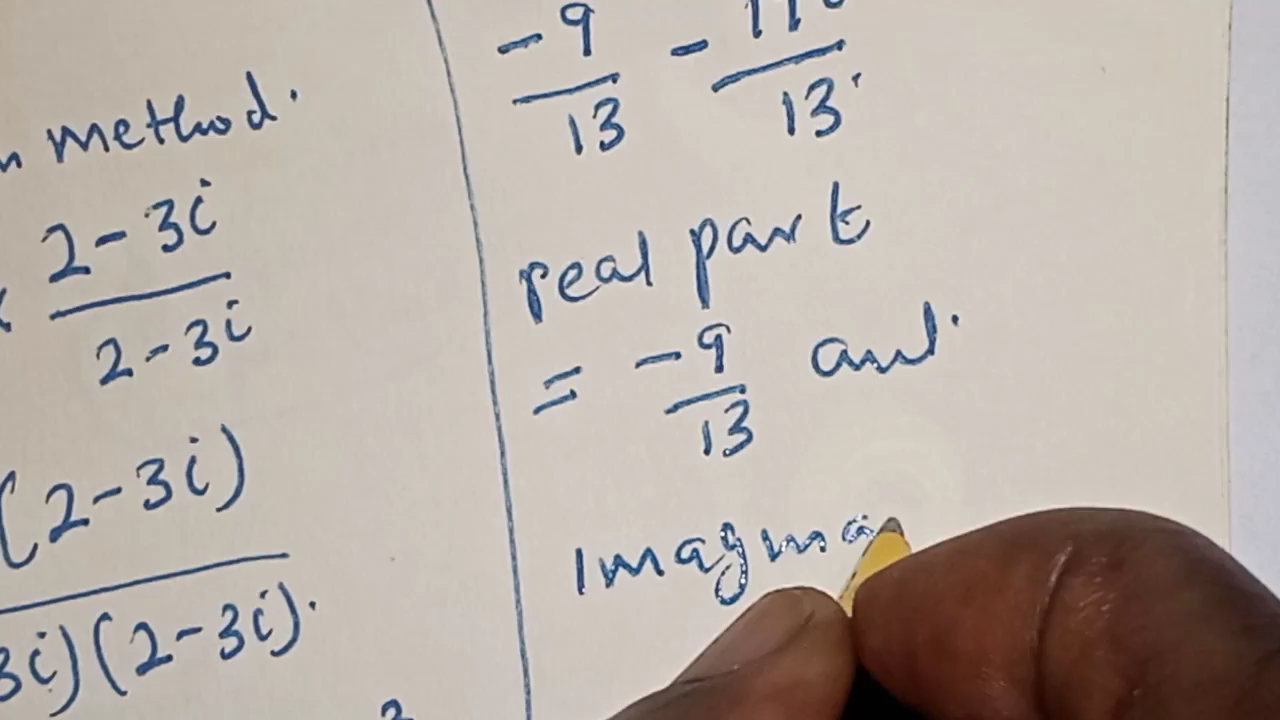 method.
2-3i
2-3i
(2-3i)
3i)(2-3i).
-9/13 - 19i/13
real part
= -9/13 and.
Imagina